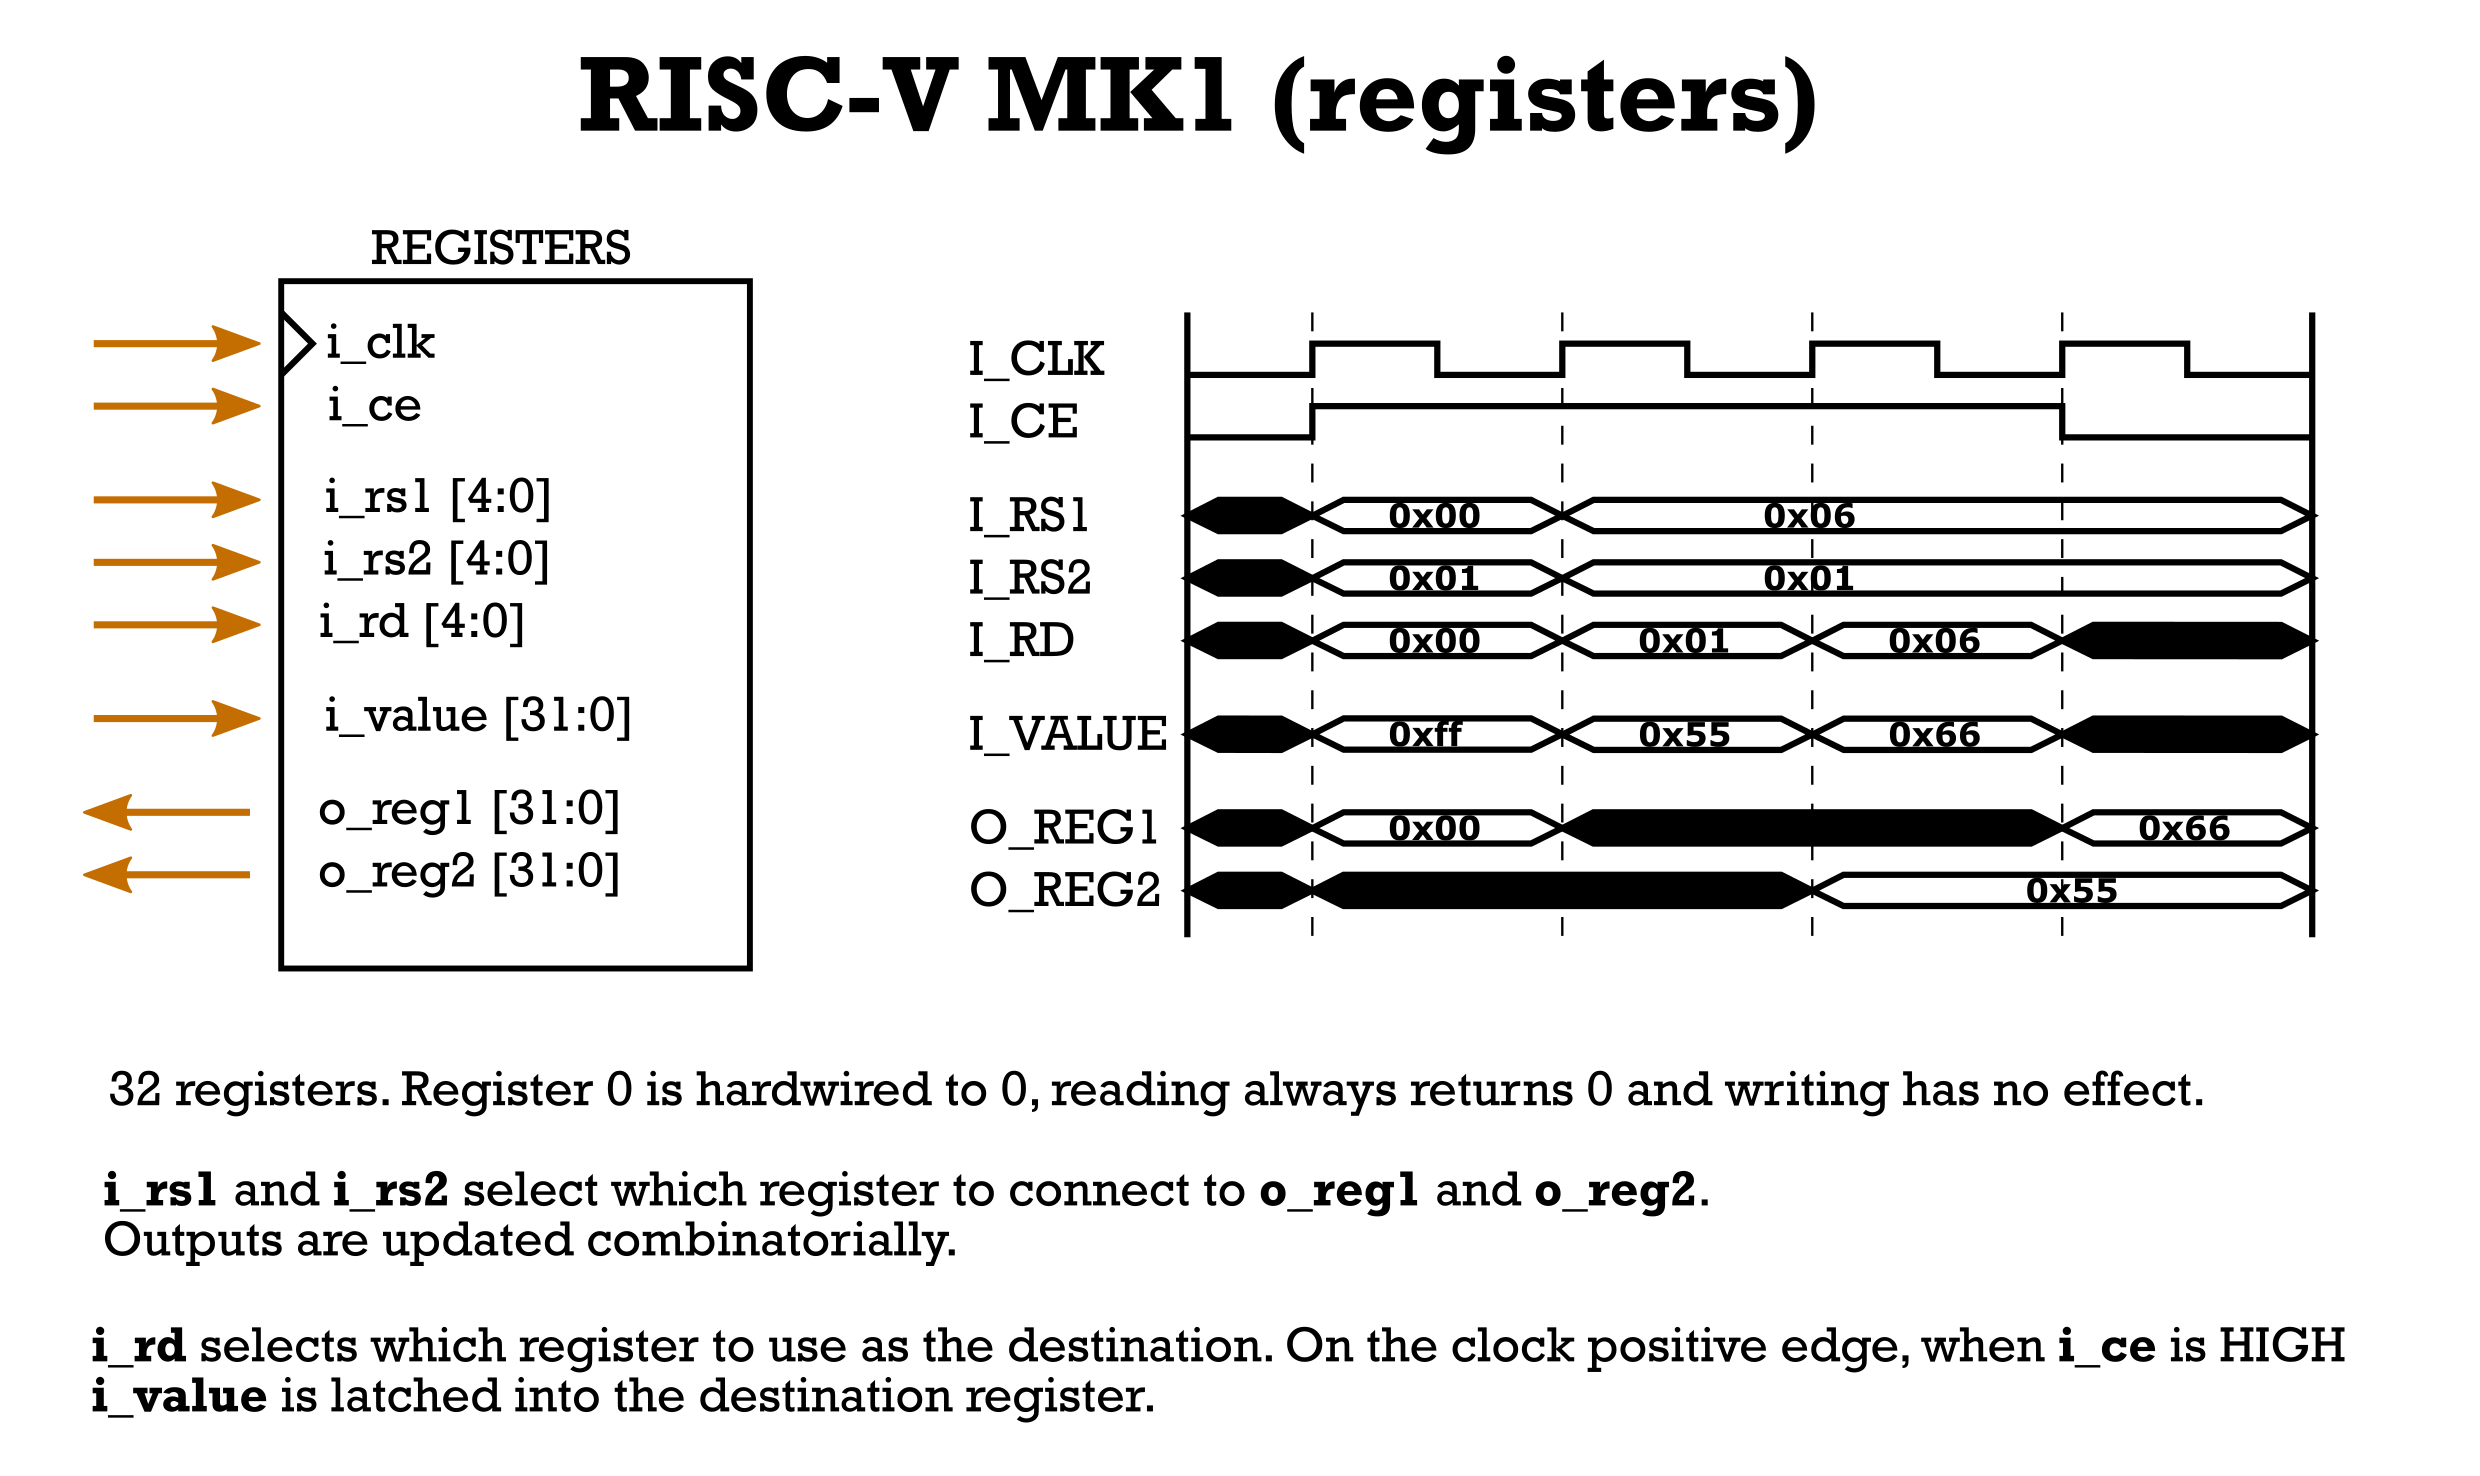 RISC-V MK1 (registers)
REGISTERS
i_clk
i_ce
i_rs1 [4:0]
i_rs2 [4:0]
i_rd [4:0]
i_value [31:0]
o_reg1 [31:0]
o_reg2 [31:0]
I_CLK
I_CE
I_RS1 0x00 0x06
I_RS2 0x01 0x01
I_RD 0x00 0x01 0x06
I_VALUE 0xff 0x55 0x66
O_REG1 0x00 0x66
O_REG2 0x55
32 registers. Register 0 is hardwired to 0, reading always returns 0 and writing has no effect.
i_rs1 and i_rs2 select which register to connect to o_reg1 and o_reg2.
Outputs are updated combinatorially.
i_rd selects which register to use as the destination. On the clock positive edge, when i_ce is HIGH
i_value is latched into the destination register.